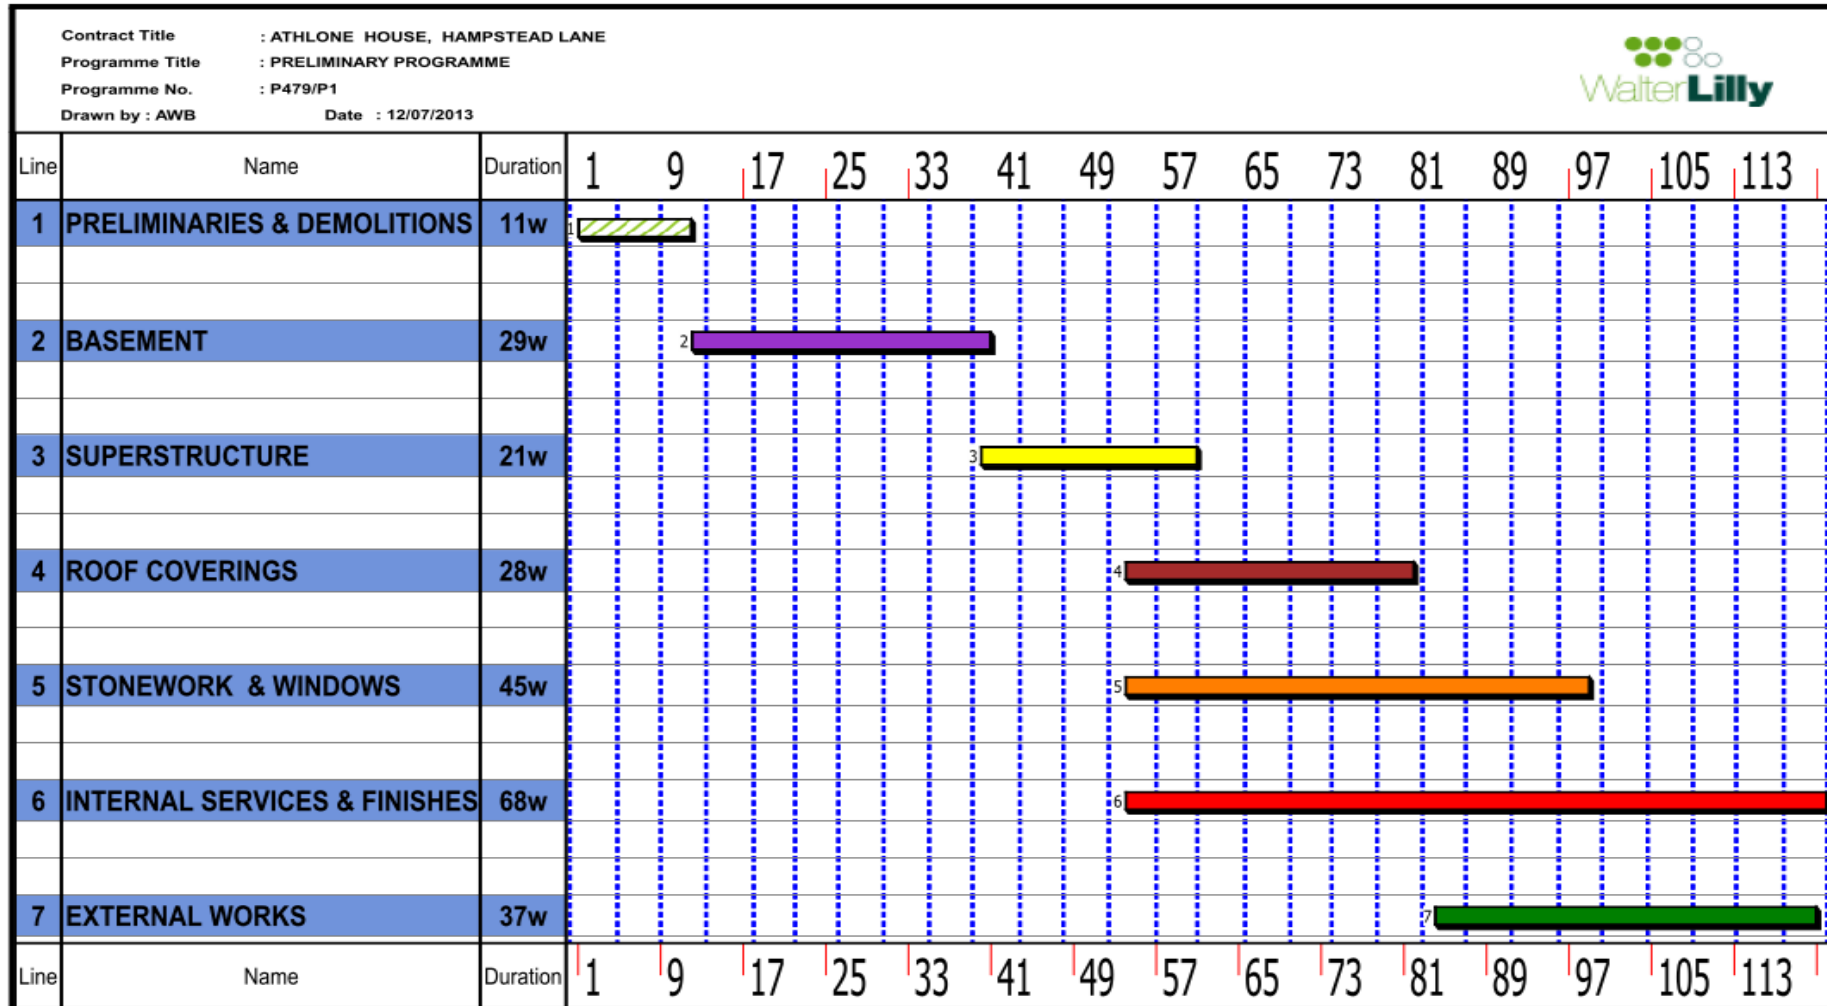 Contract Title : ATHLONE HOUSE, HAMPSTEAD LANE
Programme Title : PRELIMINARY PROGRAMME
Programme No. : P479/P1
Drawn by : AWB Date : 12/07/2013
WalterLilly
Line Name Duration 1 9 17 25 33 41 49 57 65 73 81 89 97 105 113
1 PRELIMINARIES & DEMOLITIONS 11w 1
2 BASEMENT 29w 2
3 SUPERSTRUCTURE 21w 3
4 ROOF COVERINGS 28w 4
5 STONEWORK & WINDOWS 45w 5
6 INTERNAL SERVICES & FINISHES 68w 6
7 EXTERNAL WORKS 37w 7
Line Name Duration 1 9 17 25 33 41 49 57 65 73 81 89 97 105 113